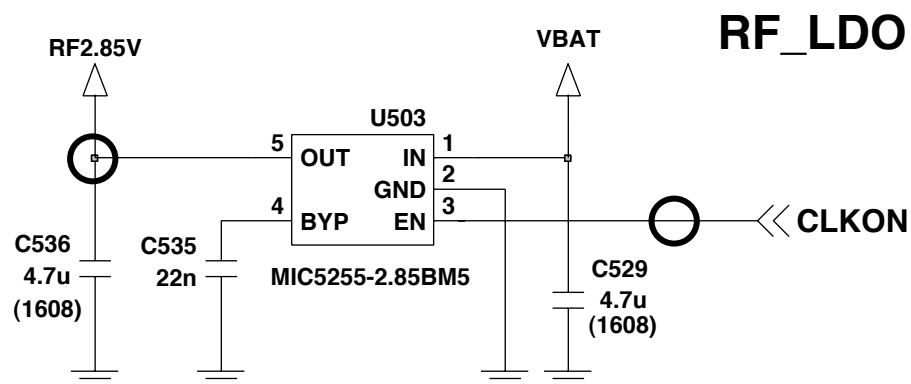 RF_LDO
RF2.85V
VBAT
U503
5
OUT
IN
1
GND
2
4
BYP
EN
3
CLKON
C536
4.7u
(1608)
C535
22n
MIC5255-2.85BM5
C529
4.7u
(1608)